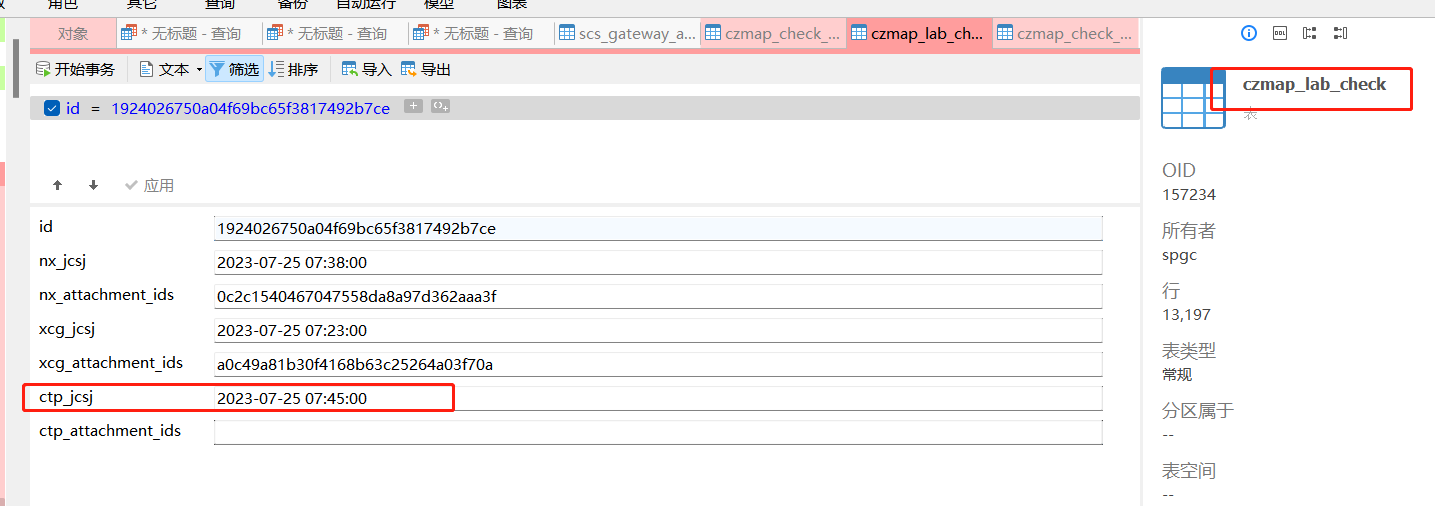 角色 其它 查询 备份 自动运行 模型 图表
对象 * 无标题 - 查询 * 无标题 - 查询 * 无标题 - 查询 scs_gateway_a... czmap_check_... czmap_lab_ch... czmap_check_...
开始事务 文本 筛选 排序 导入 导出
id = 1924026750a04f69bc65f3817492b7ce
应用
id 1924026750a04f69bc65f3817492b7ce
nx_jcsj 2023-07-25 07:38:00
nx_attachment_ids 0c2c1540467047558da8a97d362aaa3f
xcg_jcsj 2023-07-25 07:23:00
xcg_attachment_ids a0c49a81b30f4168b63c25264a03f70a
ctp_jcsj 2023-07-25 07:45:00
ctp_attachment_ids
DDL
czmap_lab_check
表
OID
157234
所有者
spgc
行
13,197
表类型
常规
分区属于
--
表空间
--